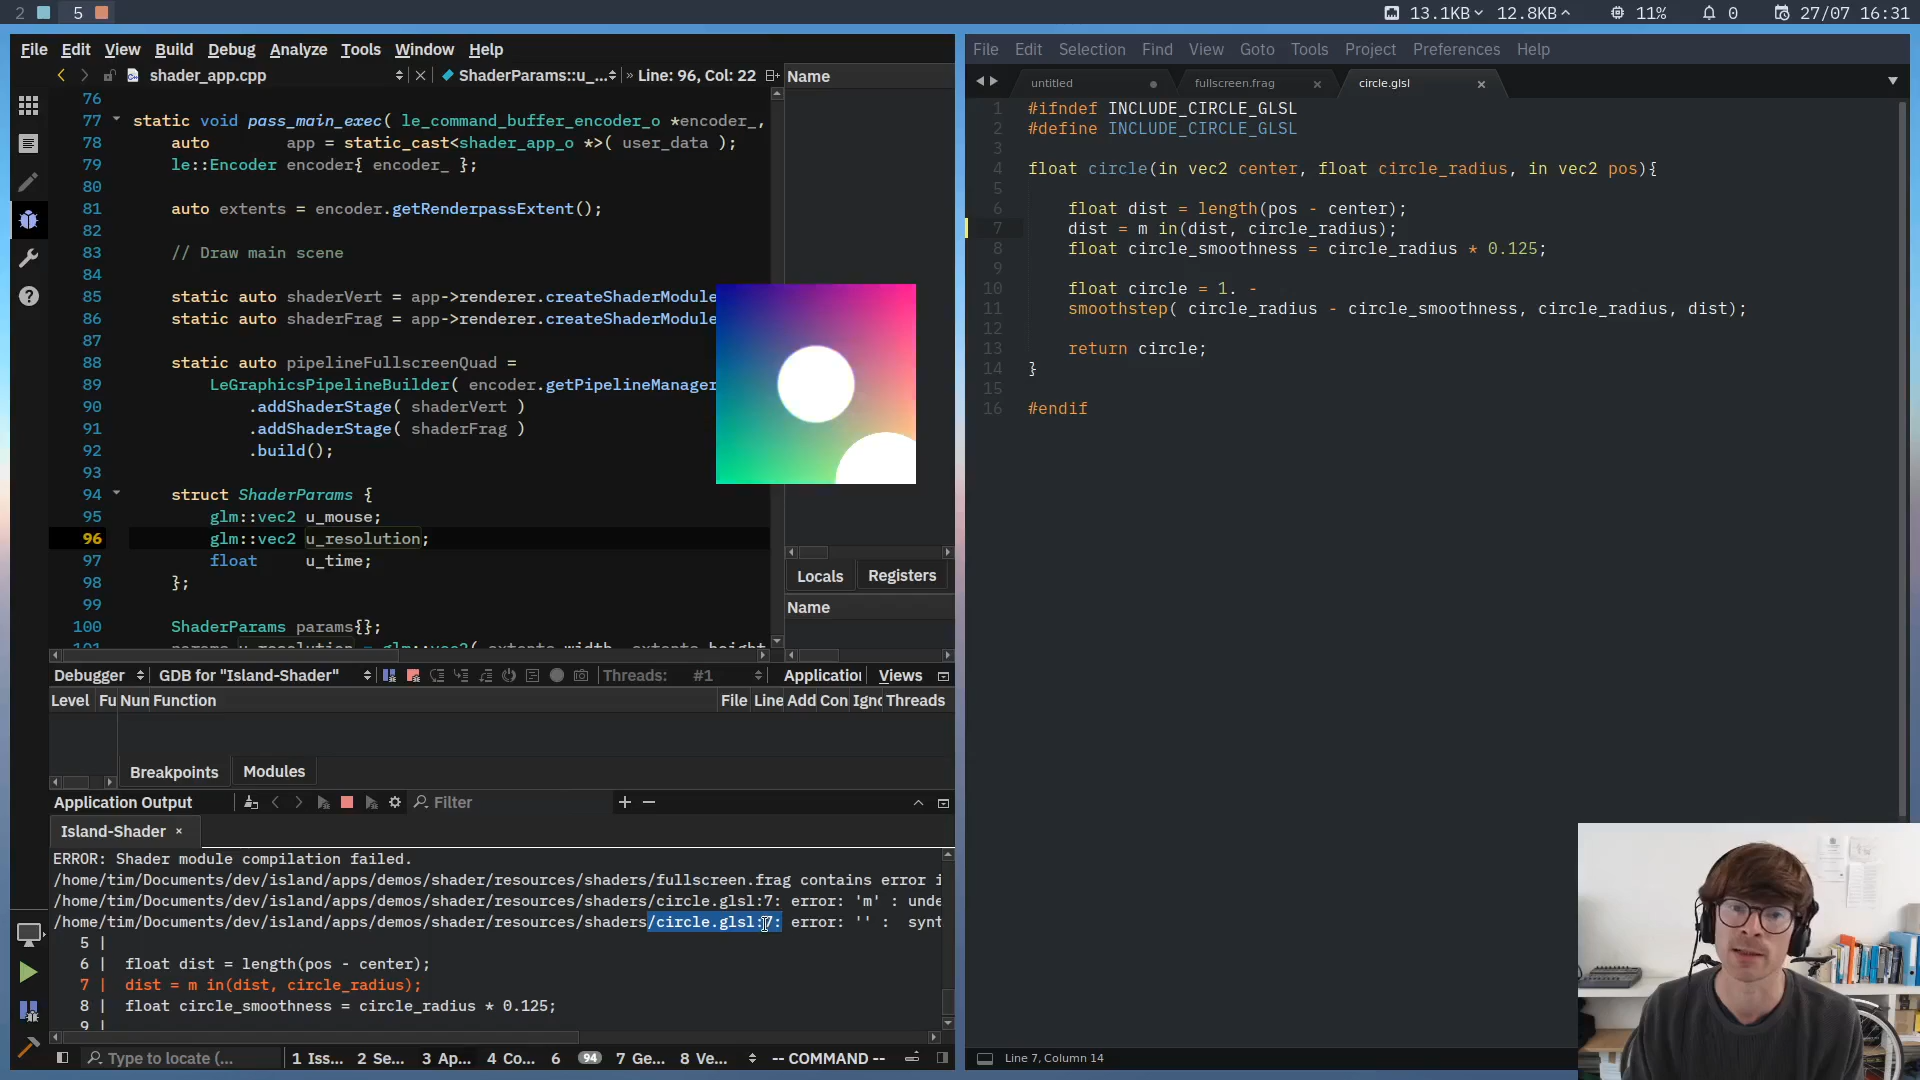 2 5 13.1KB 12.8KB 11% 0 27/07 16:31
File Edit View Build Debug Analyze Tools Window Help
shader_app.cpp ShaderParams::u_... » Line: 96, Col: 22
76
77 static void pass_main_exec( le_command_buffer_encoder_o *encoder_,
78 auto app = static_cast<shader_app_o *>( user_data );
79 le::Encoder encoder{ encoder_ };
80
81 auto extents = encoder.getRenderpassExtent();
82
83 // Draw main scene
84
85 static auto shaderVert = app->renderer.createShaderModule
86 static auto shaderFrag = app->renderer.createShaderModule
87
88 static auto pipelineFullscreenQuad =
89 LeGraphicsPipelineBuilder( encoder.getPipelineManager
90 .addShaderStage( shaderVert )
91 .addShaderStage( shaderFrag )
92 .build();
93
94 struct ShaderParams {
95 glm::vec2 u_mouse;
96 glm::vec2 u_resolution;
97 float u_time;
98 };
99
100 ShaderParams params{};
Name
Locals Registers
Name
Debugger GDB for "Island-Shader" Threads: #1 Application Views
Level Fu Nun Function File Line Add Con Ignc Threads
Breakpoints Modules
Application Output Filter
Island-Shader
ERROR: Shader module compilation failed.
/home/tim/Documents/dev/island/apps/demos/shader/resources/shaders/fullscreen.frag contains error i
/home/tim/Documents/dev/island/apps/demos/shader/resources/shaders/circle.glsl:7: error: 'm' : unde
/home/tim/Documents/dev/island/apps/demos/shader/resources/shaders/circle.glsl:7: error: '' : synt
5 |
6 | float dist = length(pos - center);
7 | dist = m in(dist, circle_radius);
8 | float circle_smoothness = circle_radius * 0.125;
9 |
Type to locate (... 1 Iss... 2 Se... 3 Ap... 4 Co... 6 94 7 Ge... 8 Ve... -- COMMAND --
File Edit Selection Find View Goto Tools Project Preferences Help
untitled fullscreen.frag circle.glsl
1 #ifndef INCLUDE_CIRCLE_GLSL
2 #define INCLUDE_CIRCLE_GLSL
3
4 float circle(in vec2 center, float circle_radius, in vec2 pos){
5
6 float dist = length(pos - center);
7 dist = m in(dist, circle_radius);
8 float circle_smoothness = circle_radius * 0.125;
9
10 float circle = 1. -
11 smoothstep( circle_radius - circle_smoothness, circle_radius, dist);
12
13 return circle;
14 }
15
16 #endif
Line 7, Column 14